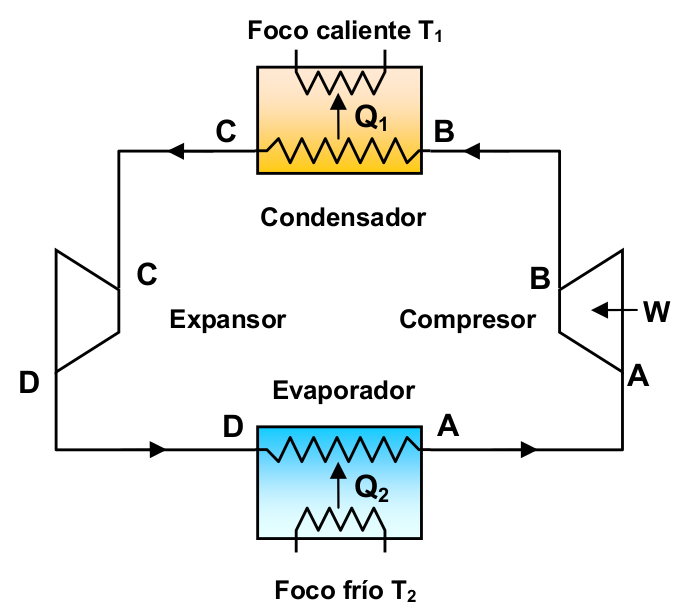 Foco caliente T₁
Q₁
C
B
Condensador
C
B
Expansor
Compresor
W
D
A
Evaporador
D
A
Q₂
Foco frío T₂